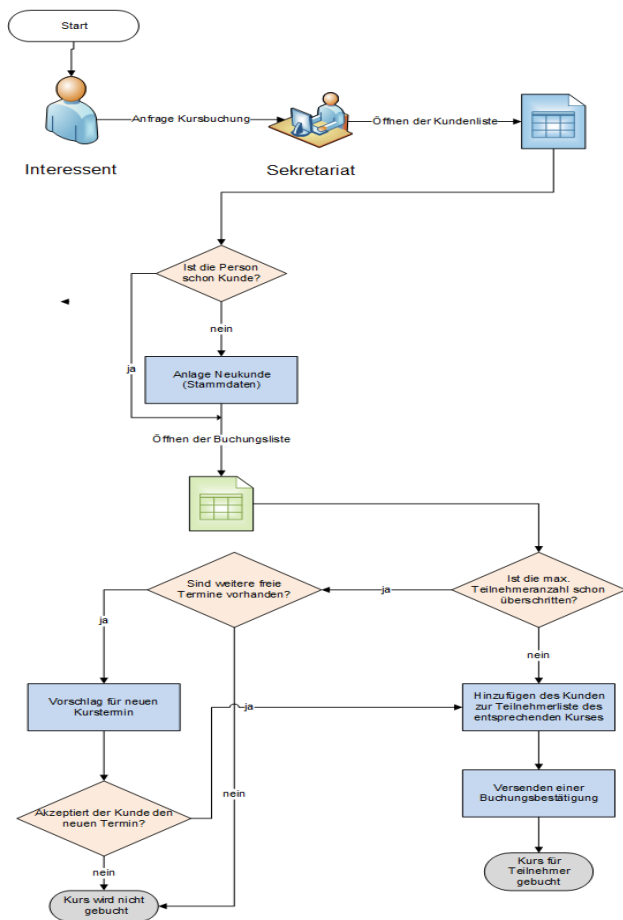 Start
Anfrage Kursbuchung
Öffnen der Kundenliste
Interessent
Sekretariat
Ist die Person
schon Kunde?
nein
ja
Anlage Neukunde
(Stammdaten)
Öffnen der Buchungsliste
Sind weitere freie
Termine vorhanden?
ja
Ist die max.
Teilnehmeranzahl schon
überschritten?
ja
nein
Vorschlag für neuen
Kurstermin
ja
Hinzufügen des Kunden
zur Teilnehmerliste des
entsprechenden Kurses
nein
Akzeptiert der Kunde den
neuen Termin?
Versenden einer
Buchungsbestätigung
nein
Kurs wird nicht
gebucht
Kurs für
Teilnehmer
gebucht